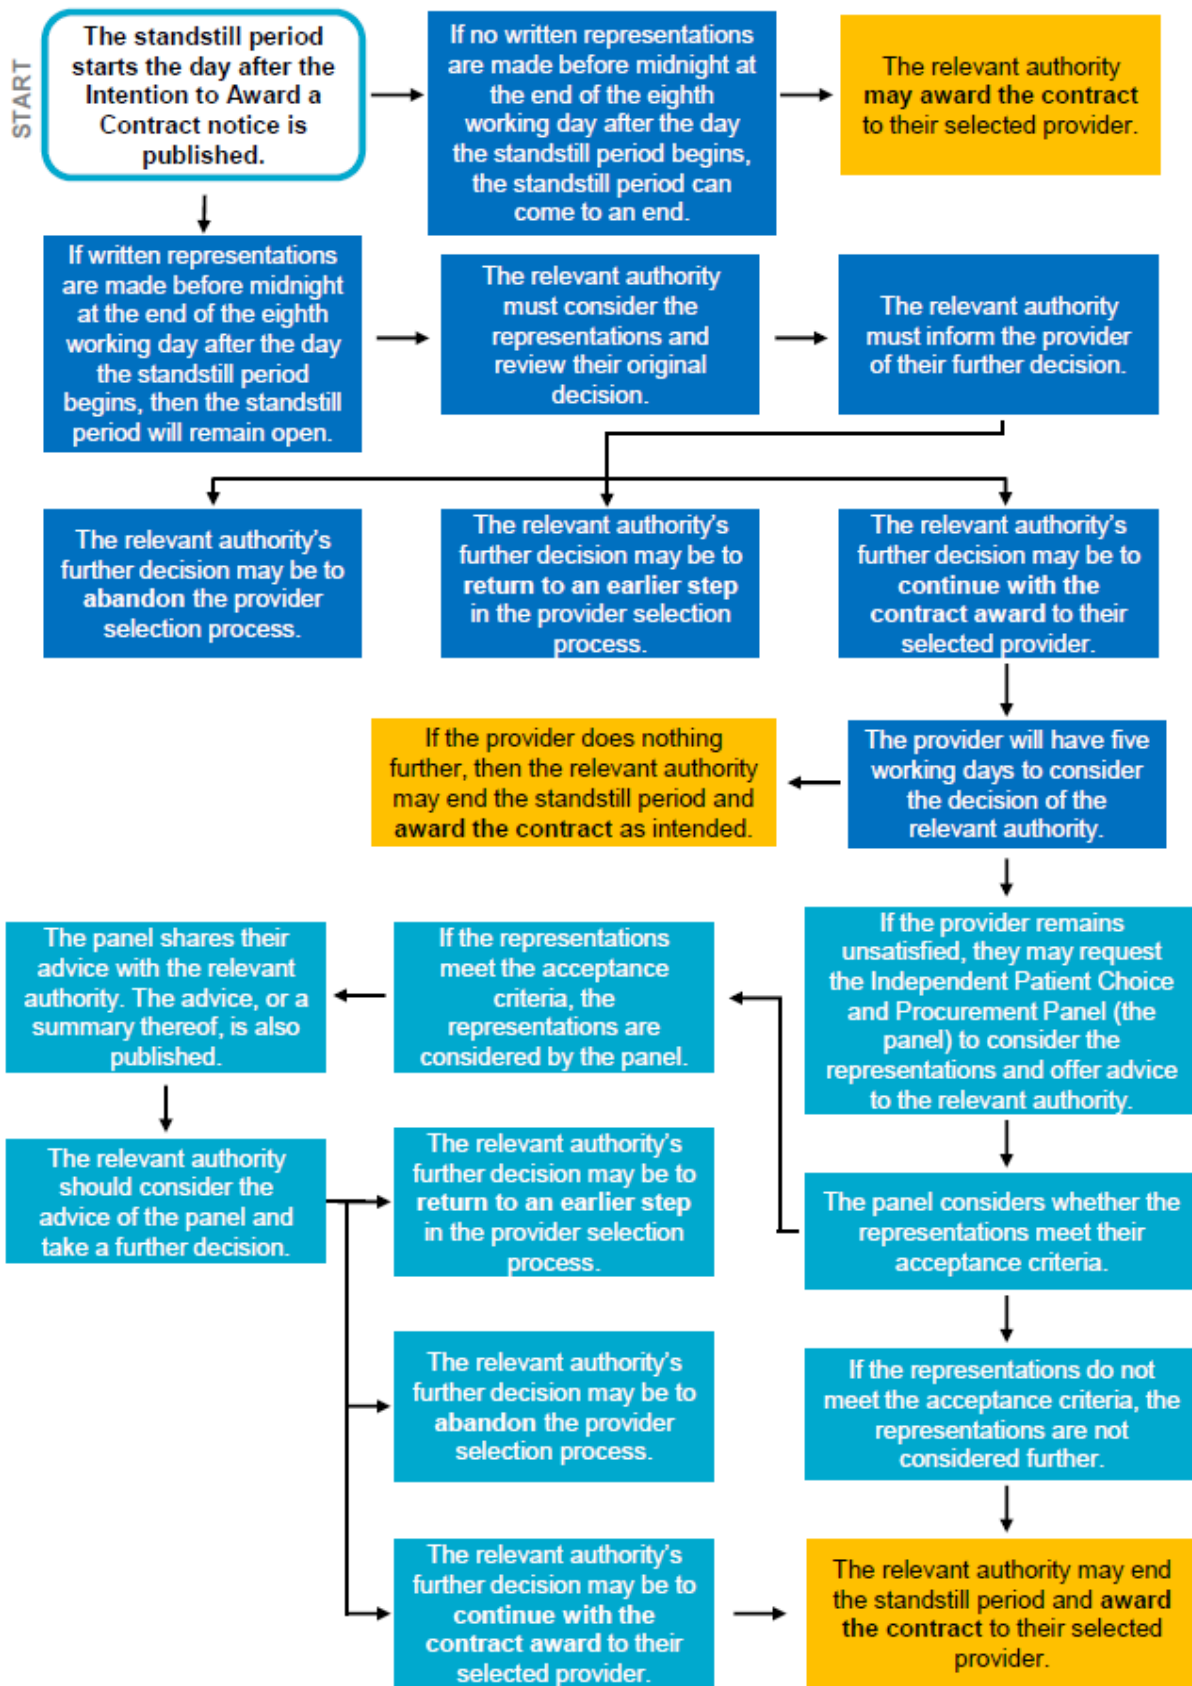 START
The standstill period
starts the day after the
Intention to Award a
Contract notice is
published.
If no written representations
are made before midnight at
the end of the eighth
working day after the day
the standstill period begins,
the standstill period can
come to an end.
The relevant authority
may award the contract
to their selected provider.
If written representations
are made before midnight
at the end of the eighth
working day after the day
the standstill period
begins, then the standstill
period will remain open.
The relevant authority
must consider the
representations and
review their original
decision.
The relevant authority
must inform the provider
of their further decision.
The relevant authority's
further decision may be to
abandon the provider
selection process.
The relevant authority's
further decision may be to
return to an earlier step
in the provider selection
process.
The relevant authority's
further decision may be to
continue with the
contract award to their
selected provider.
The provider will have five
working days to consider
the decision of the
relevant authority.
If the provider does nothing
further, then the relevant authority
may end the standstill period and
award the contract as intended.
If the provider remains
unsatisfied, they may request
the Independent Patient Choice
and Procurement Panel (the
panel) to consider the
representations and offer advice
to the relevant authority.
The panel considers whether the
representations meet their
acceptance criteria.
If the representations
meet the acceptance
criteria, the
representations are
considered by the panel.
The panel shares their
advice with the relevant
authority. The advice, or a
summary thereof, is also
published.
The relevant authority
should consider the
advice of the panel and
take a further decision.
The relevant authority's
further decision may be to
return to an earlier step
in the provider selection
process.
The relevant authority's
further decision may be to
abandon the provider
selection process.
The relevant authority's
further decision may be to
continue with the
contract award to their
selected provider.
If the representations do not
meet the acceptance criteria, the
representations are not
considered further.
The relevant authority may end
the standstill period and award
the contract to their selected
provider.